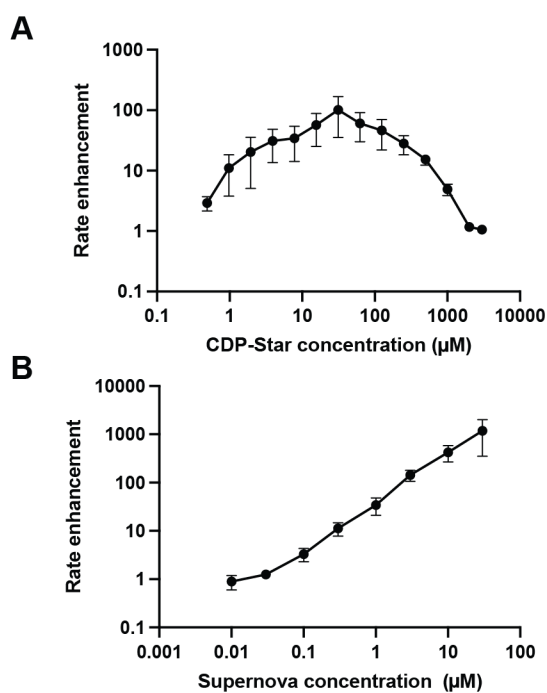 A
Rate enhancement
1000
100
10
1
0.1
0.1 1 10 100 1000 10000
CDP-Star concentration (µM)
B
Rate enhancement
10000
1000
100
10
1
0.1
0.001 0.01 0.1 1 10 100
Supernova concentration (µM)